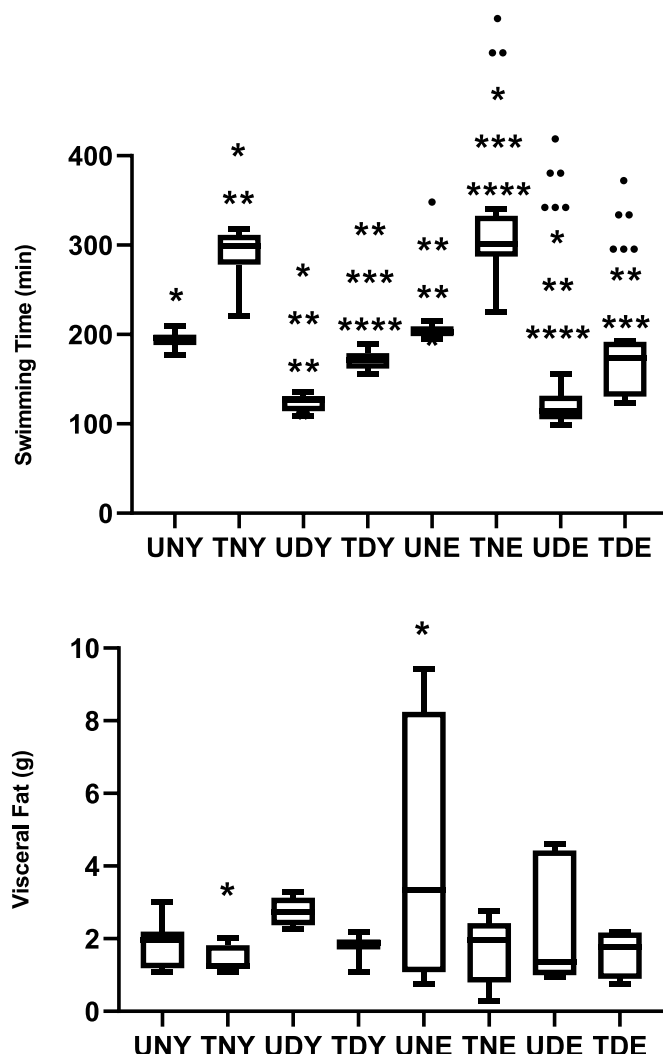 Swimming Time (min)
400
300
200
100
0
UNY TNY UDY TDY UNE TNE UDE TDE
Visceral Fat (g)
10
8
6
4
2
0
UNY TNY UDY TDY UNE TNE UDE TDE